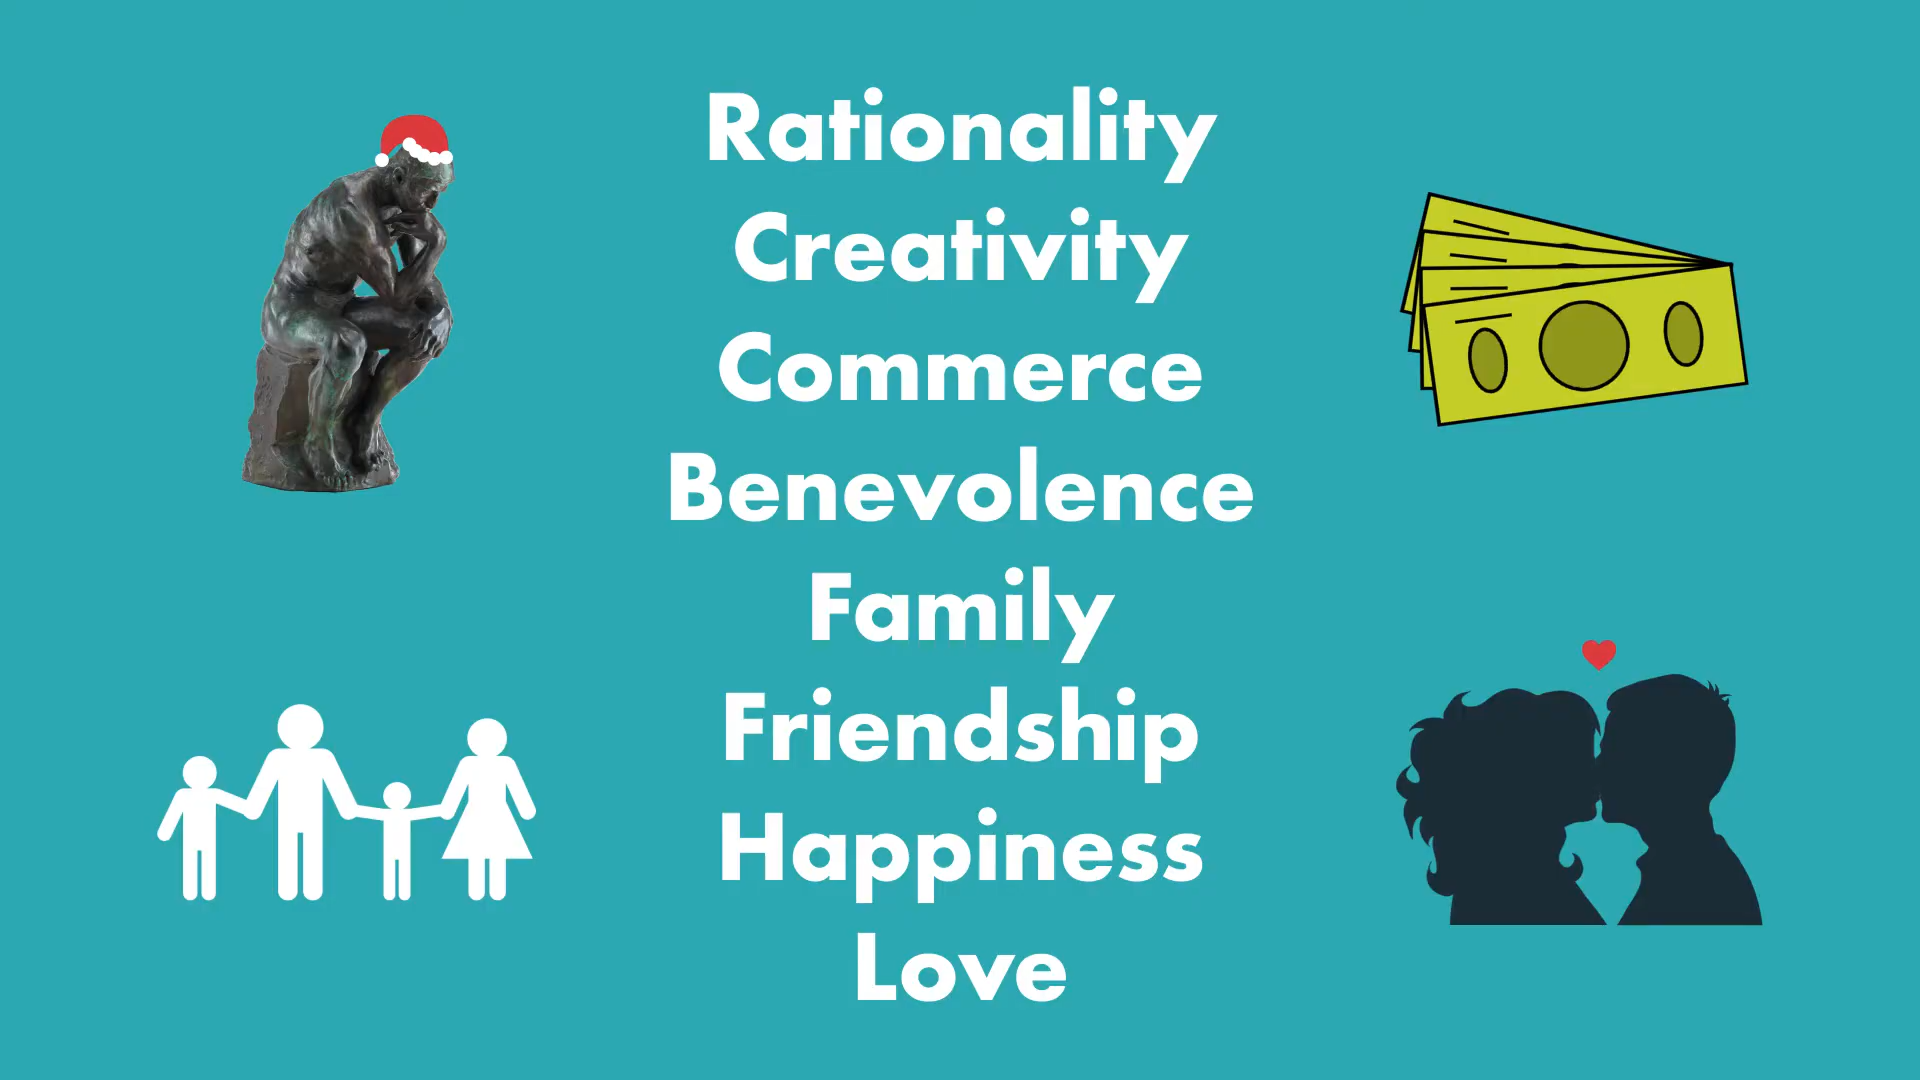 Rationality
Creativity
Commerce
Benevolence
Family
Friendship
Happiness
Love